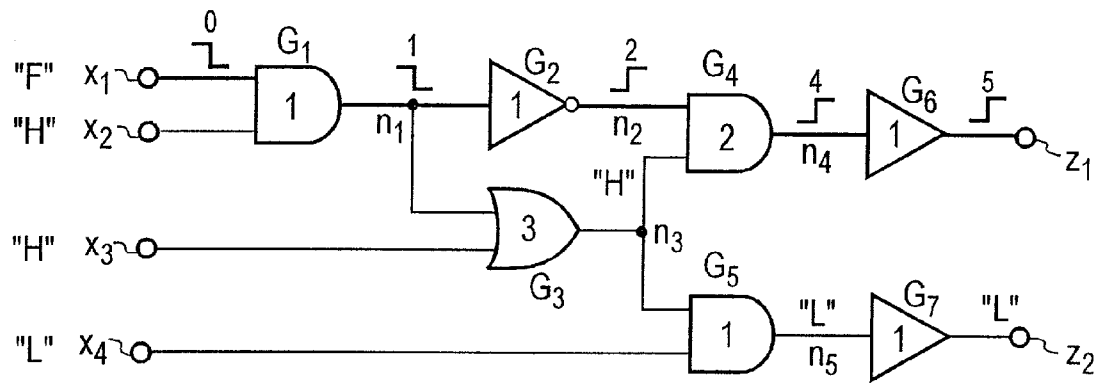 0
"F" x1 G1 1 1 G2 1 2 G4 2 4 G6 1 5
"H" x2 n1 n2 n4 z1
"H" x3 3 G3 "H" n3
G5 1 "L" G7 1 "L"
"L" x4 n5 z2